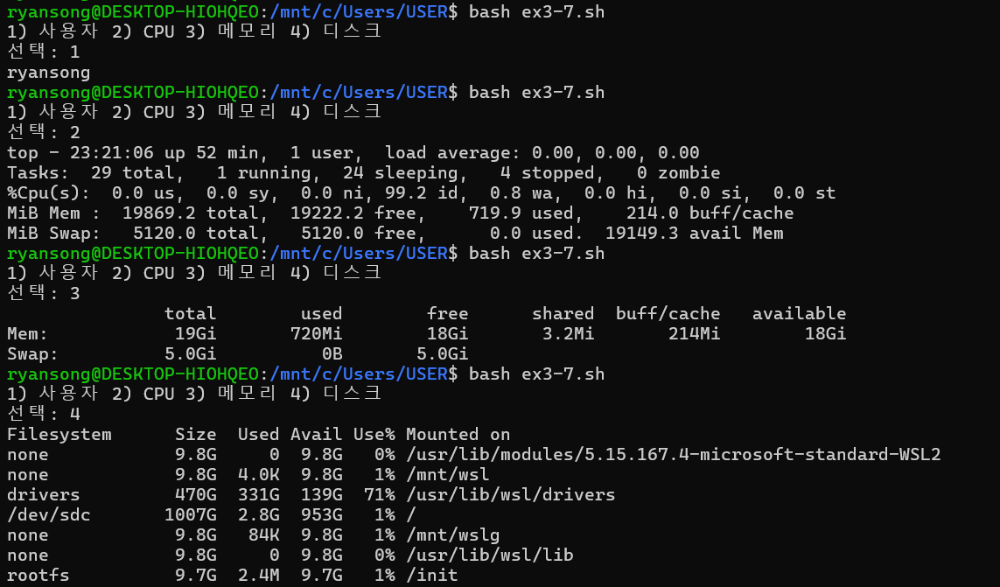 ryansong@DESKTOP-HIOHQEO:/mnt/c/Users/USER$ bash ex3-7.sh
1) 사용자 2) CPU 3) 메모리 4) 디스크
선택: 1
ryansong
ryansong@DESKTOP-HIOHQEO:/mnt/c/Users/USER$ bash ex3-7.sh
1) 사용자 2) CPU 3) 메모리 4) 디스크
선택: 2
top - 23:21:06 up 52 min,  1 user,  load average: 0.00, 0.00, 0.00
Tasks:  29 total,   1 running,  24 sleeping,   4 stopped,   0 zombie
%Cpu(s):  0.0 us,  0.0 sy,  0.0 ni, 99.2 id,  0.8 wa,  0.0 hi,  0.0 si,  0.0 st
MiB Mem :  19869.2 total,  19222.2 free,    719.9 used,    214.0 buff/cache
MiB Swap:   5120.0 total,   5120.0 free,      0.0 used.  19149.3 avail Mem
ryansong@DESKTOP-HIOHQEO:/mnt/c/Users/USER$ bash ex3-7.sh
1) 사용자 2) CPU 3) 메모리 4) 디스크
선택: 3
               total        used        free      shared  buff/cache   available
Mem:            19Gi       720Mi        18Gi       3.2Mi       214Mi        18Gi
Swap:          5.0Gi          0B       5.0Gi
ryansong@DESKTOP-HIOHQEO:/mnt/c/Users/USER$ bash ex3-7.sh
1) 사용자 2) CPU 3) 메모리 4) 디스크
선택: 4
Filesystem      Size  Used Avail Use% Mounted on
none            9.8G     0  9.8G   0% /usr/lib/modules/5.15.167.4-microsoft-standard-WSL2
none            9.8G  4.0K  9.8G   1% /mnt/wsl
drivers         470G  331G  139G  71% /usr/lib/wsl/drivers
/dev/sdc       1007G  2.8G  953G   1% /
none            9.8G   84K  9.8G   1% /mnt/wslg
none            9.8G     0  9.8G   0% /usr/lib/wsl/lib
rootfs          9.7G  2.4M  9.7G   1% /init